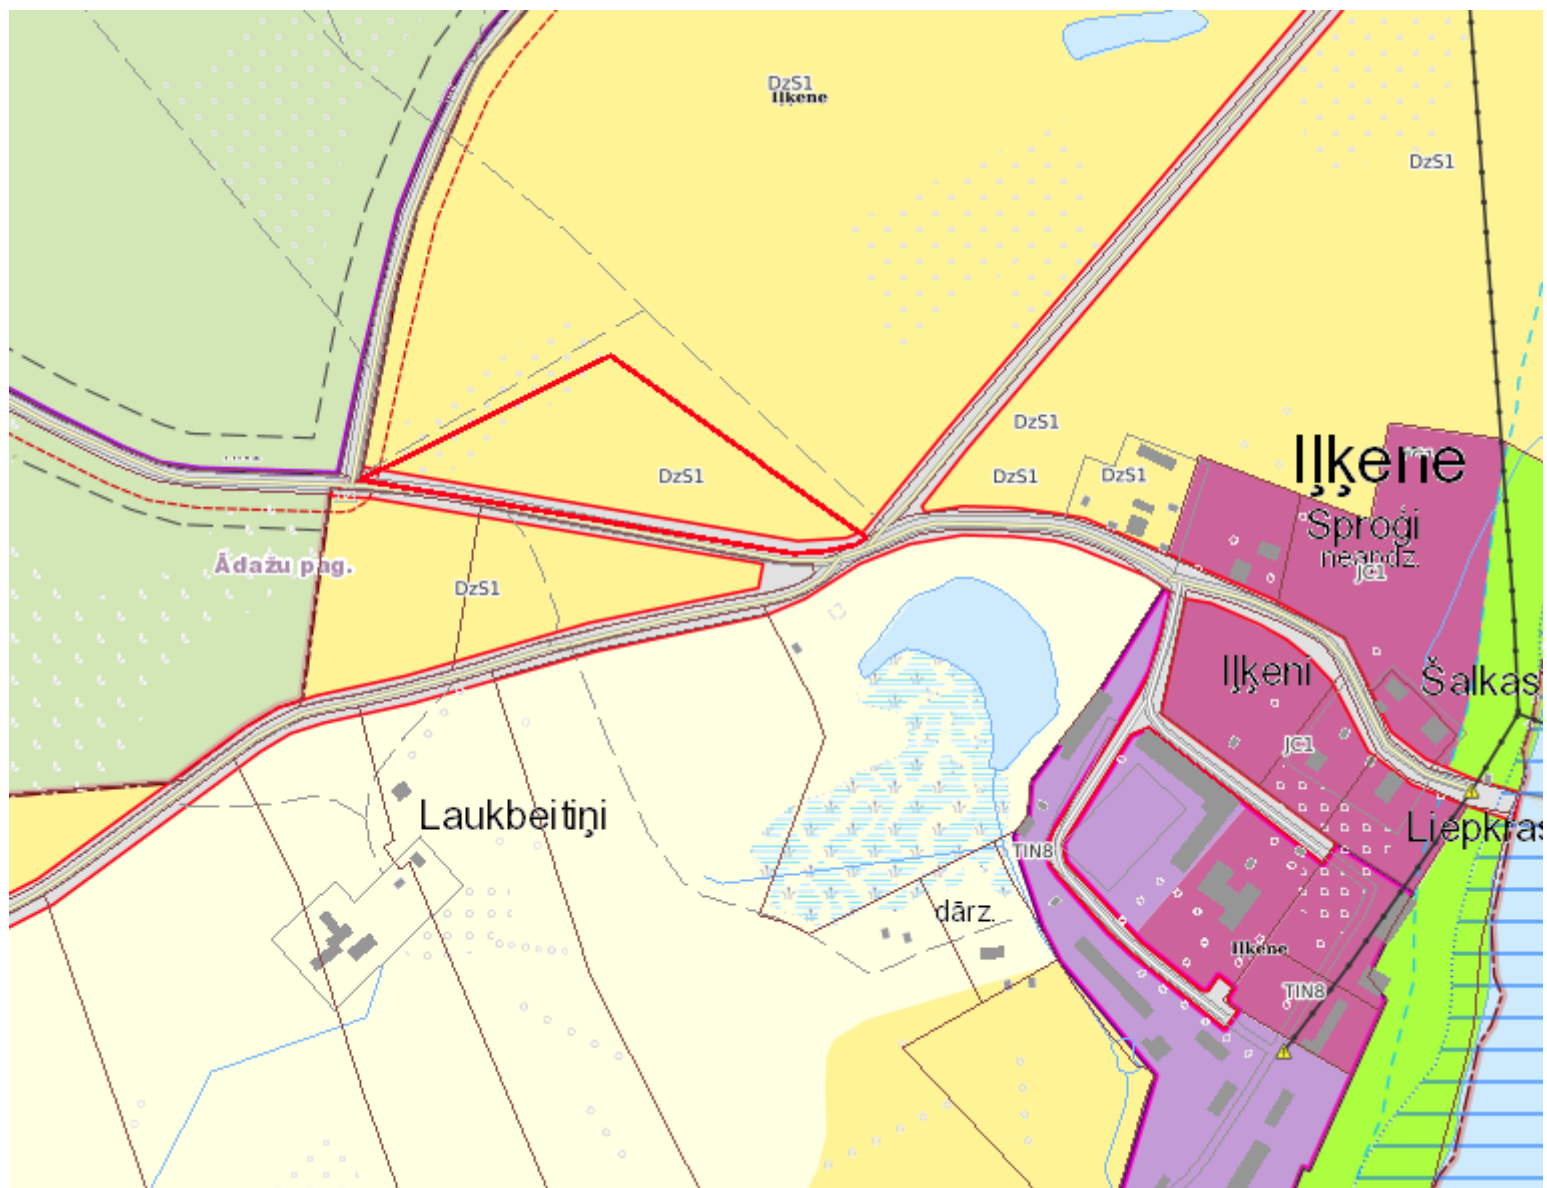 DzS1
Iļķene
DzS1
DzS1
Iļķene
DzS1
DzS1
DzS1
Sproģi
neapdz.
JC1
Ādažu pag.
DzS1
Iļķeni
Šalkas
JC1
Laukbeitiņi
Liepkras
TIN8
dārz.
Iļķene
TIN8